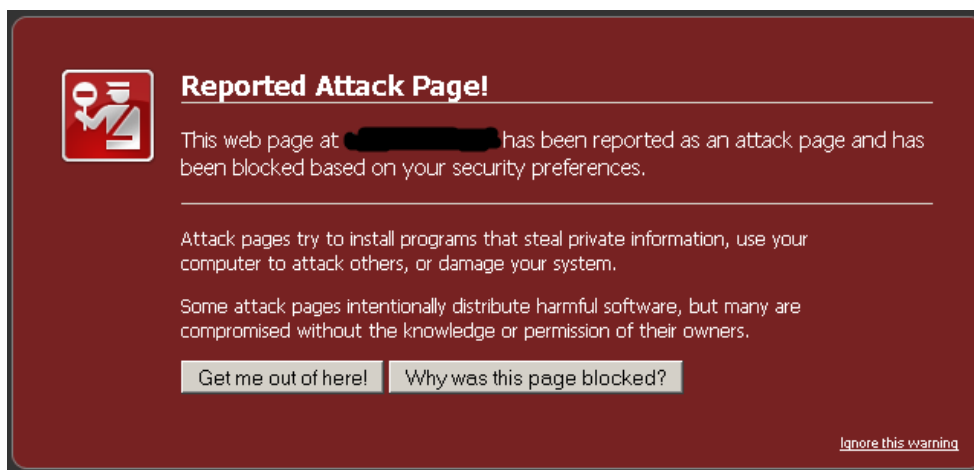 Reported Attack Page!
This web page at has been reported as an attack page and has
been blocked based on your security preferences.
Attack pages try to install programs that steal private information, use your
computer to attack others, or damage your system.
Some attack pages intentionally distribute harmful software, but many are
compromised without the knowledge or permission of their owners.
Get me out of here!
Why was this page blocked?
Ignore this warning